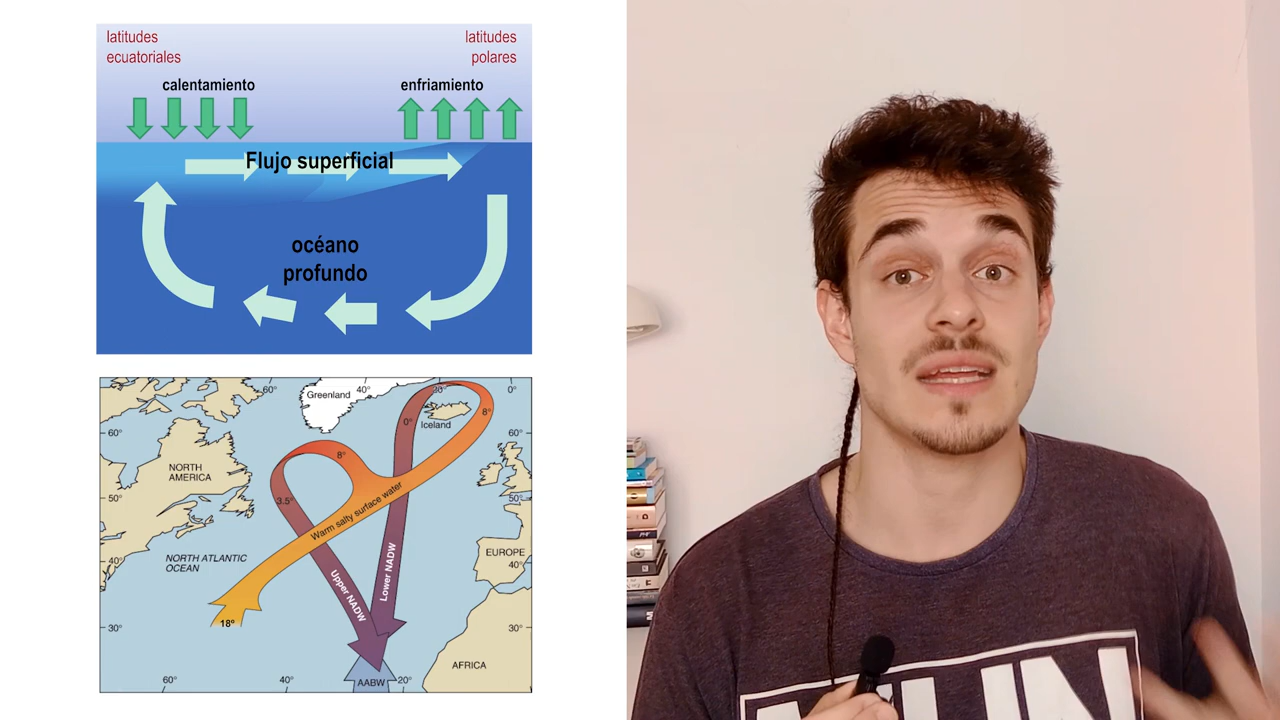 latitudes
ecuatoriales
latitudes
polares
calentamiento
enfriamiento
Flujo superficial
océano
profundo
60°
40°
20°
0°
Greenland
0°
Iceland
8°
60°
60°
8°
NORTH
AMERICA
3.5°
50°
50°
Warm salty surface water
NORTH ATLANTIC
OCEAN
40°
EUROPE
40°
Upper NADW
Lower NADW
18°
30°
30°
AFRICA
60°
40°
20°
AABW